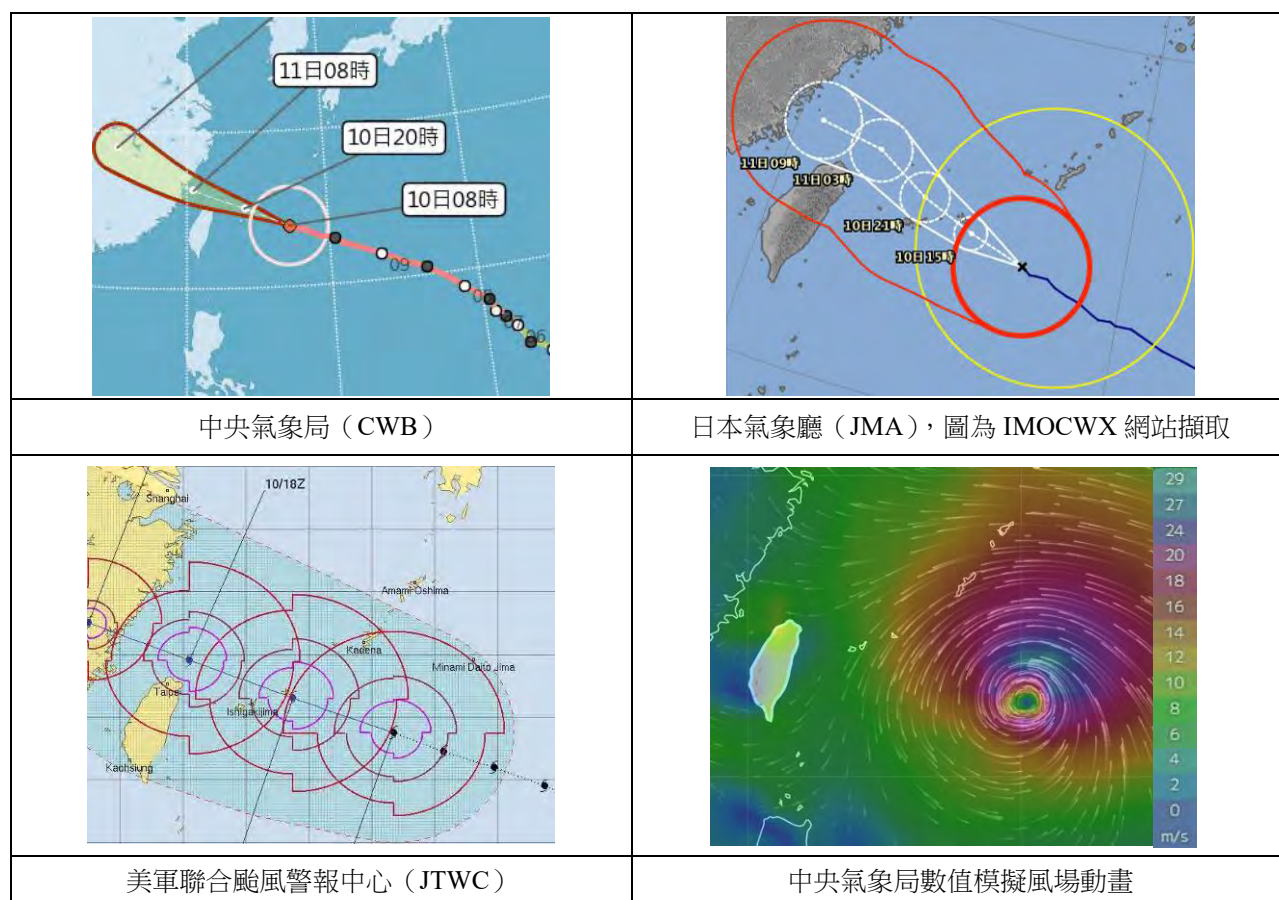 11日08時
10日20時
10日08時
09
06
11日09時
11日03時
10日21時
10日15時
中央氣象局（CWB）
日本氣象廳（JMA），圖為 IMOCWX 網站擷取
10/18Z
Shanghai
Amami Oshima
Kadena
Minami Daito Jima
Taipei
Ishigakijima
Kaohsiung
29
27
24
20
18
16
14
12
10
8
6
4
2
0
m/s
美軍聯合颱風警報中心（JTWC）
中央氣象局數值模擬風場動畫